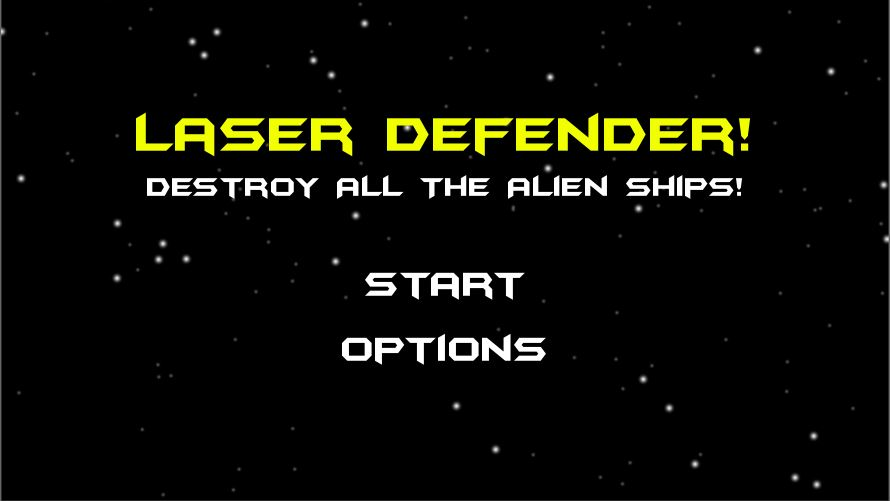 LASER DEFENDER!
DESTROY ALL THE ALIEN SHIPS!
START
OPTIONS